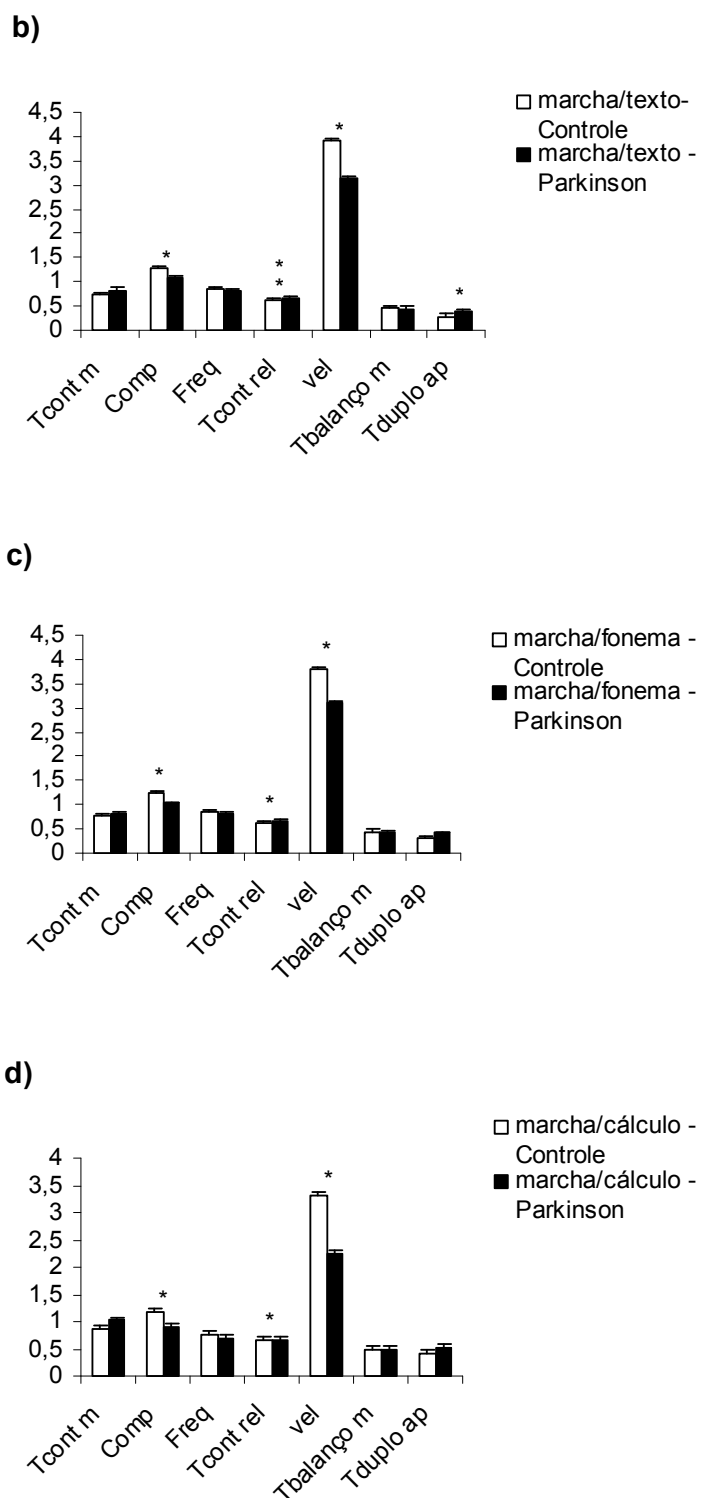 b)
marcha/texto-
Controle
marcha/texto -
Parkinson
4,5
4
3,5
3
2,5
2
1,5
1
0,5
0
*
*
*
*
*
Tcont m
Comp
Freq
Tcont rel
vel
Tbalanço m
Tduplo ap
c)
marcha/fonema -
Controle
marcha/fonema -
Parkinson
4,5
4
3,5
3
2,5
2
1,5
1
0,5
0
*
*
*
Tcont m
Comp
Freq
Tcont rel
vel
Tbalanço m
Tduplo ap
d)
marcha/cálculo -
Controle
marcha/cálculo -
Parkinson
4
3,5
3
2,5
2
1,5
1
0,5
0
*
*
*
Tcont m
Comp
Freq
Tcont rel
vel
Tbalanço m
Tduplo ap